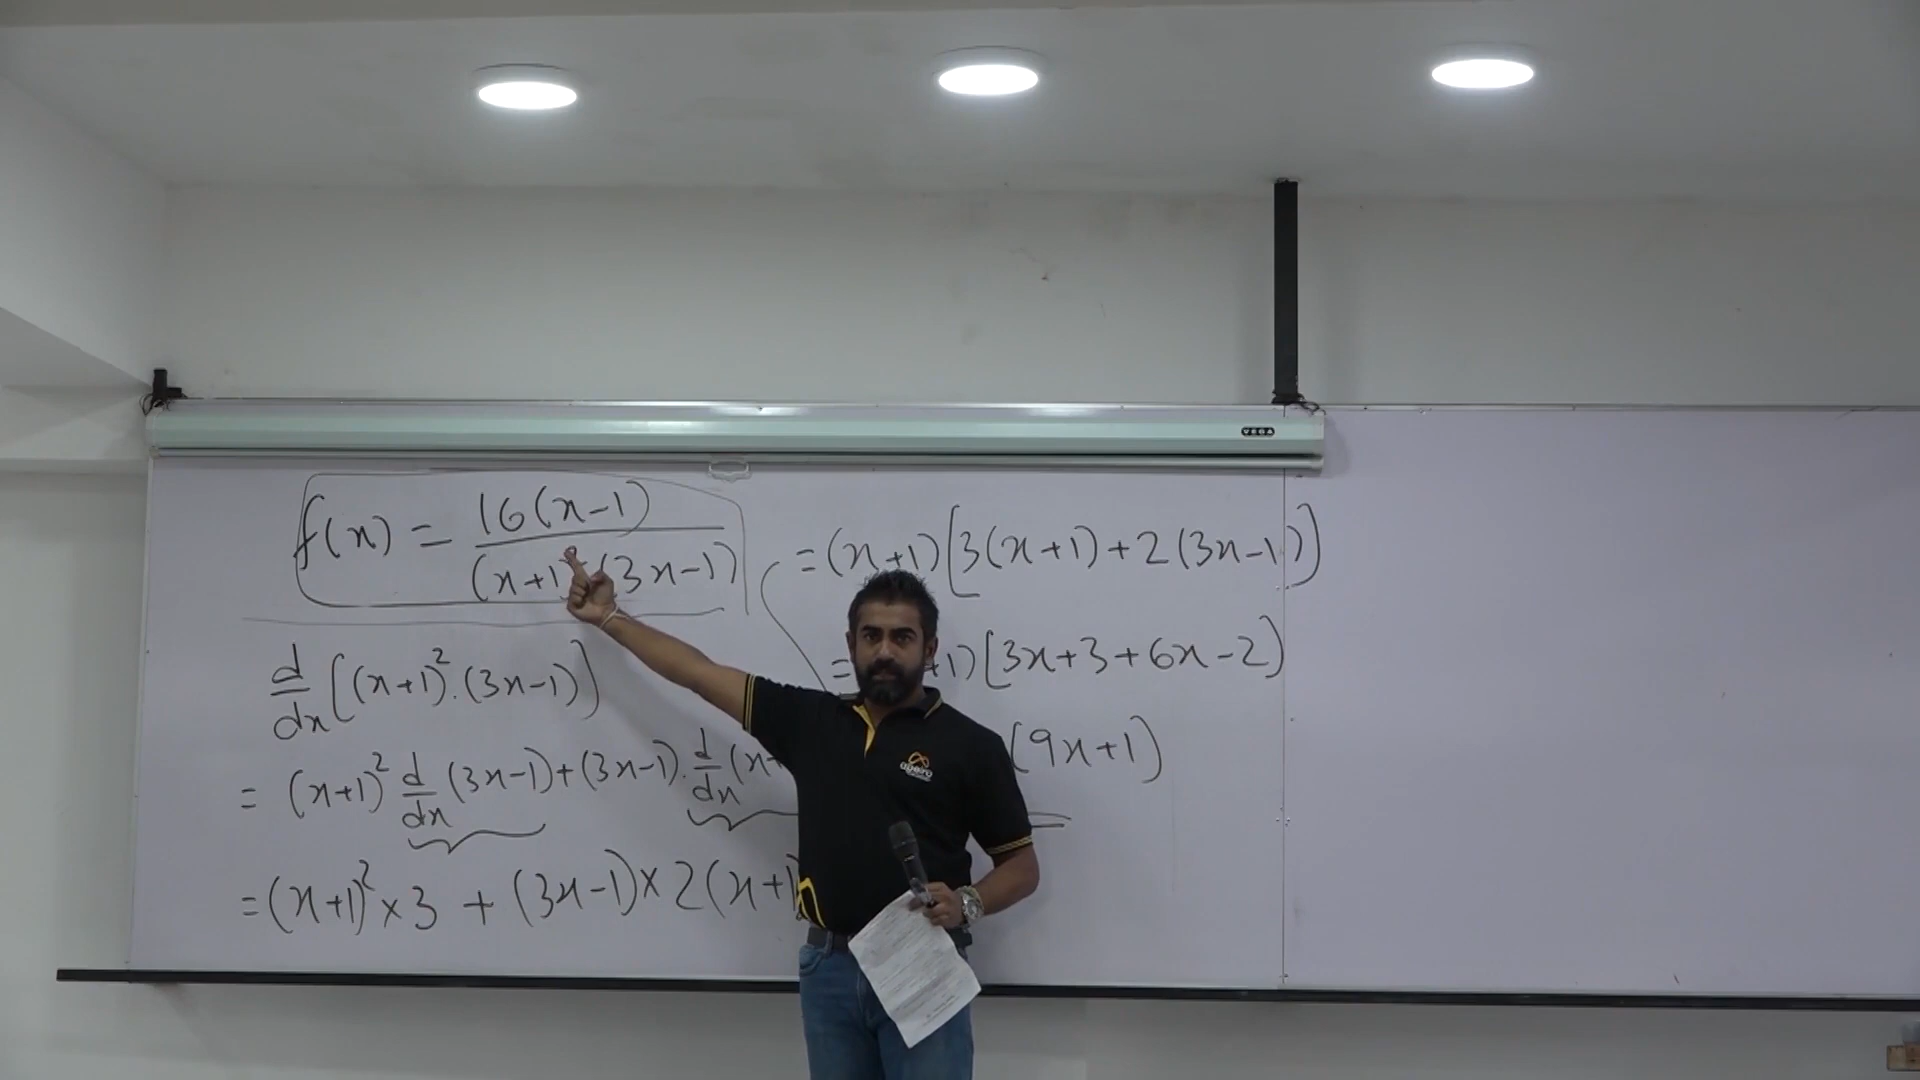 f(x) = 16(x-1)
(x+1) (3x-1)
d/dx [(x+1)².(3x-1)]
= (x+1)² d/dx (3x-1) + (3x-1). d/dx (x+
= (x+1)² × 3 + (3x-1) × 2(x+1
= (x+1) [3(x+1) + 2(3x-1)]
= +1) [3x+3+6x-2]
(9x+1)
VEGA